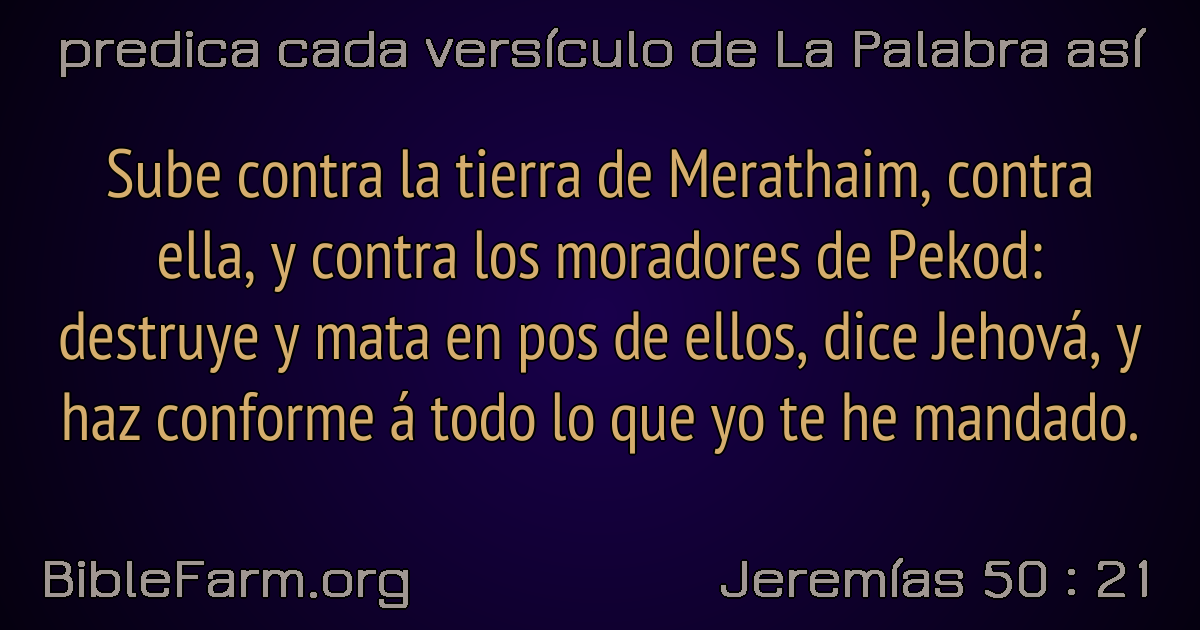 predica cada versículo de La Palabra así
Sube contra la tierra de Merathaim, contra
ella, y contra los moradores de Pekod:
destruye y mata en pos de ellos, dice Jehová, y
haz conforme á todo lo que yo te he mandado.
BibleFarm.org
Jeremías 50 : 21